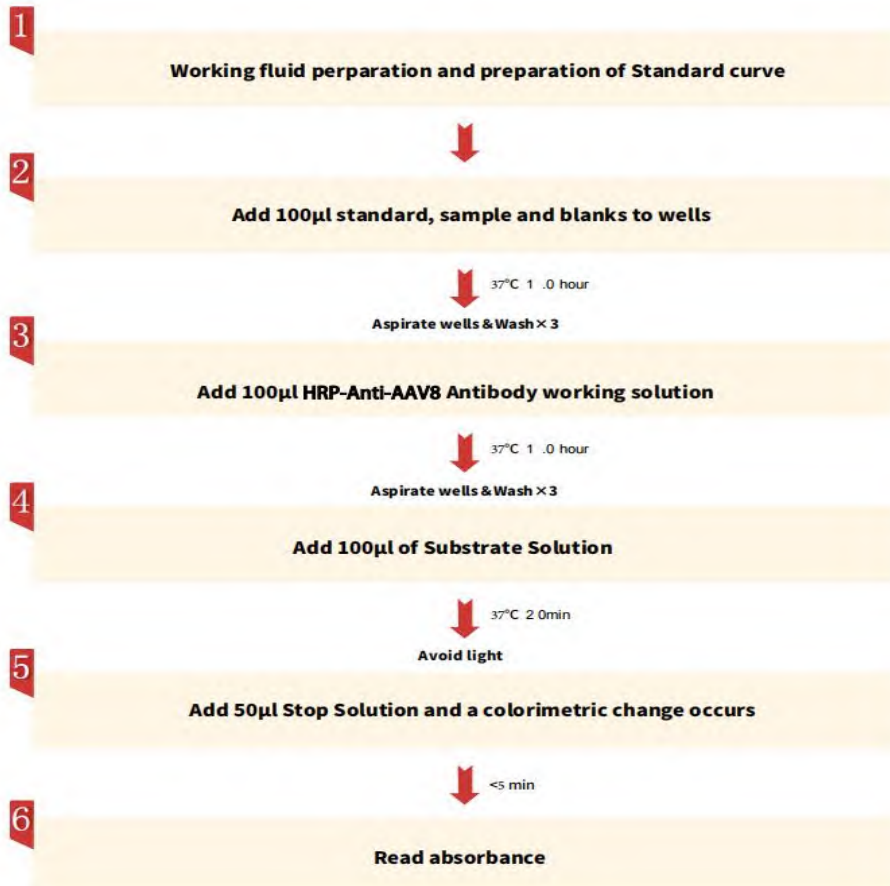 1
Working fluid perparation and preparation of Standard curve
2
Add 100μl standard, sample and blanks to wells
37°C 1 .0 hour
Aspirate wells & Wash × 3
3
Add 100μl HRP-Anti-AAV8 Antibody working solution
37°C 1 .0 hour
Aspirate wells & Wash × 3
4
Add 100μl of Substrate Solution
37°C 2 0min
Avoid light
5
Add 50μl Stop Solution and a colorimetric change occurs
<5 min
6
Read absorbance